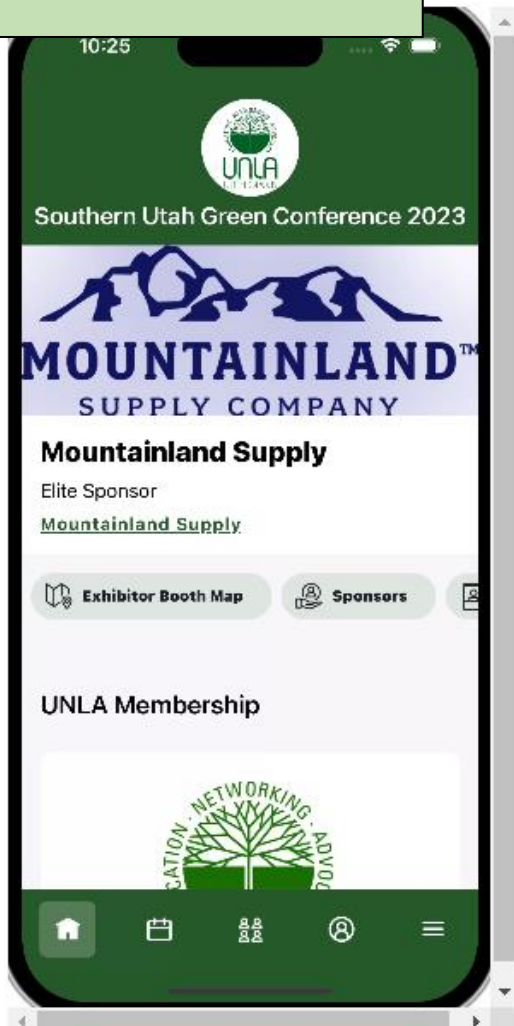 10:25
UNLA
Southern Utah Green Conference 2023
MOUNTAINLAND™
SUPPLY COMPANY
Mountainland Supply
Elite Sponsor
Mountainland Supply
Exhibitor Booth Map
Sponsors
UNLA Membership
NETWORKING